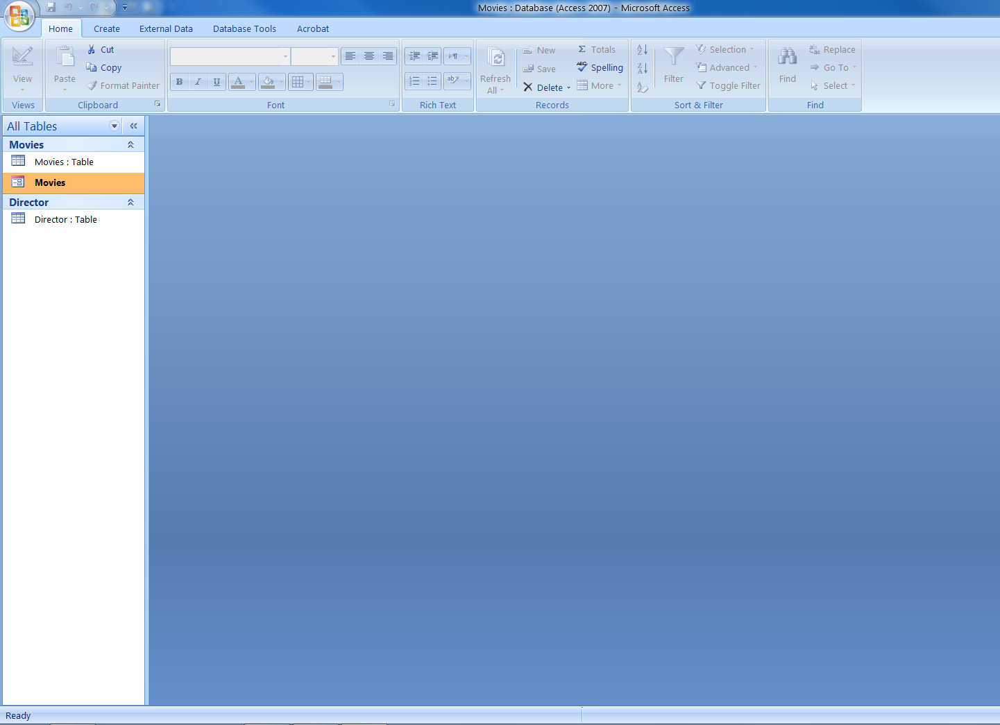 Movies : Database (Access 2007) - Microsoft Access
Home Create External Data Database Tools Acrobat
View
Views
Paste
Cut
Copy
Format Painter
Clipboard
B I U A
Font
ab
Rich Text
Refresh
All
New
Save
Delete
Σ Totals
ABC Spelling
More
Records
A Z
Z A
A Z
Filter
Selection
Advanced
Toggle Filter
Sort & Filter
Find
Replace
Go To
Select
Find
All Tables
Movies
Movies : Table
Movies
Director
Director : Table
Ready